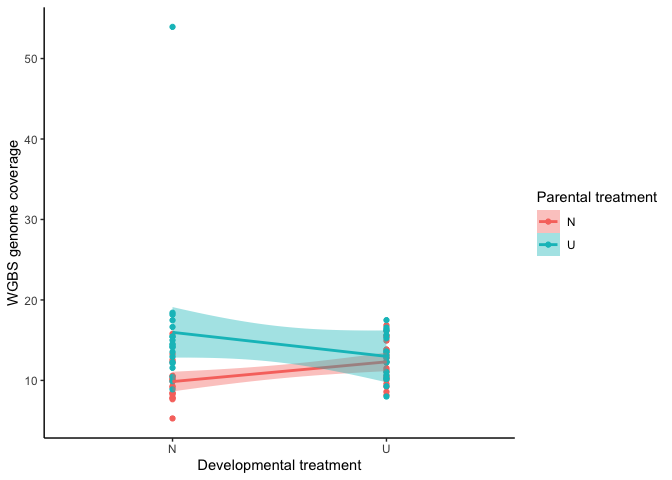 50
40
30
20
10
WGBS genome coverage
N
U
Developmental treatment
Parental treatment
N
U